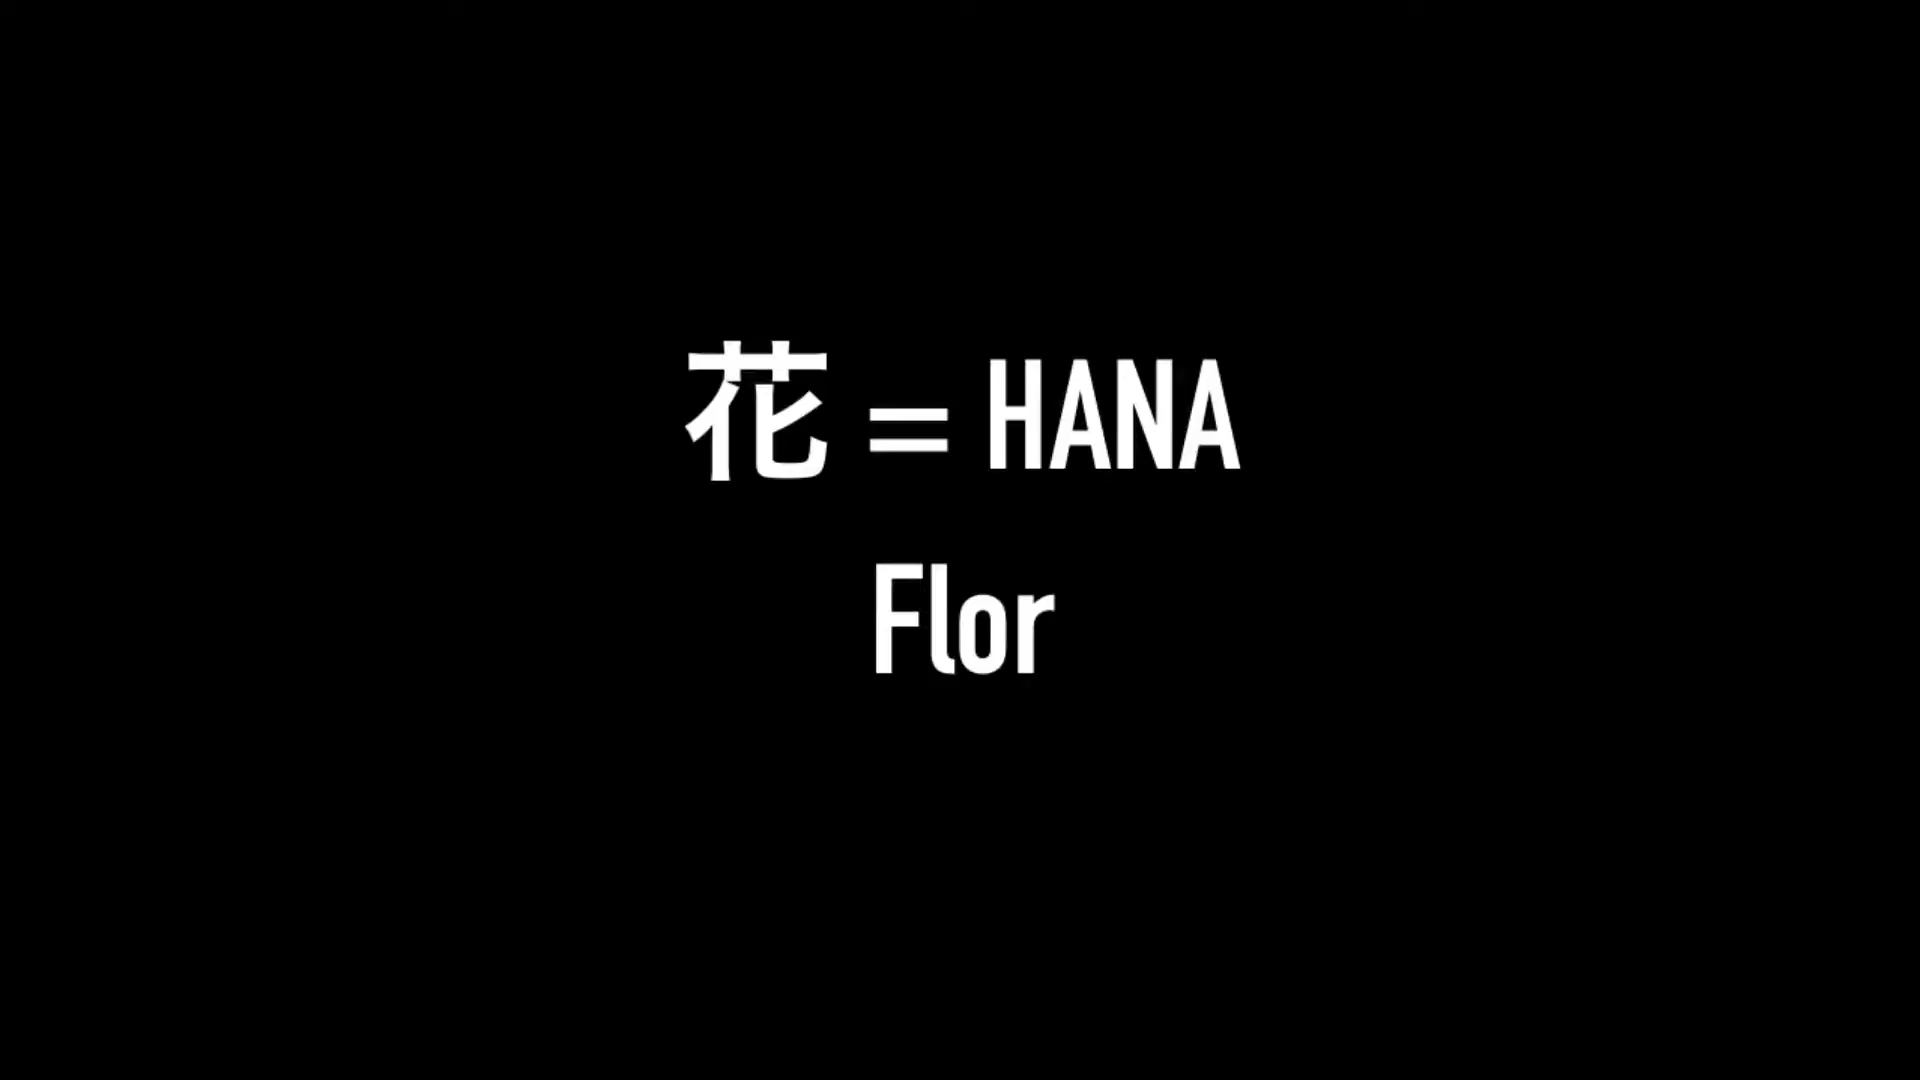 花 = HANA
Flor